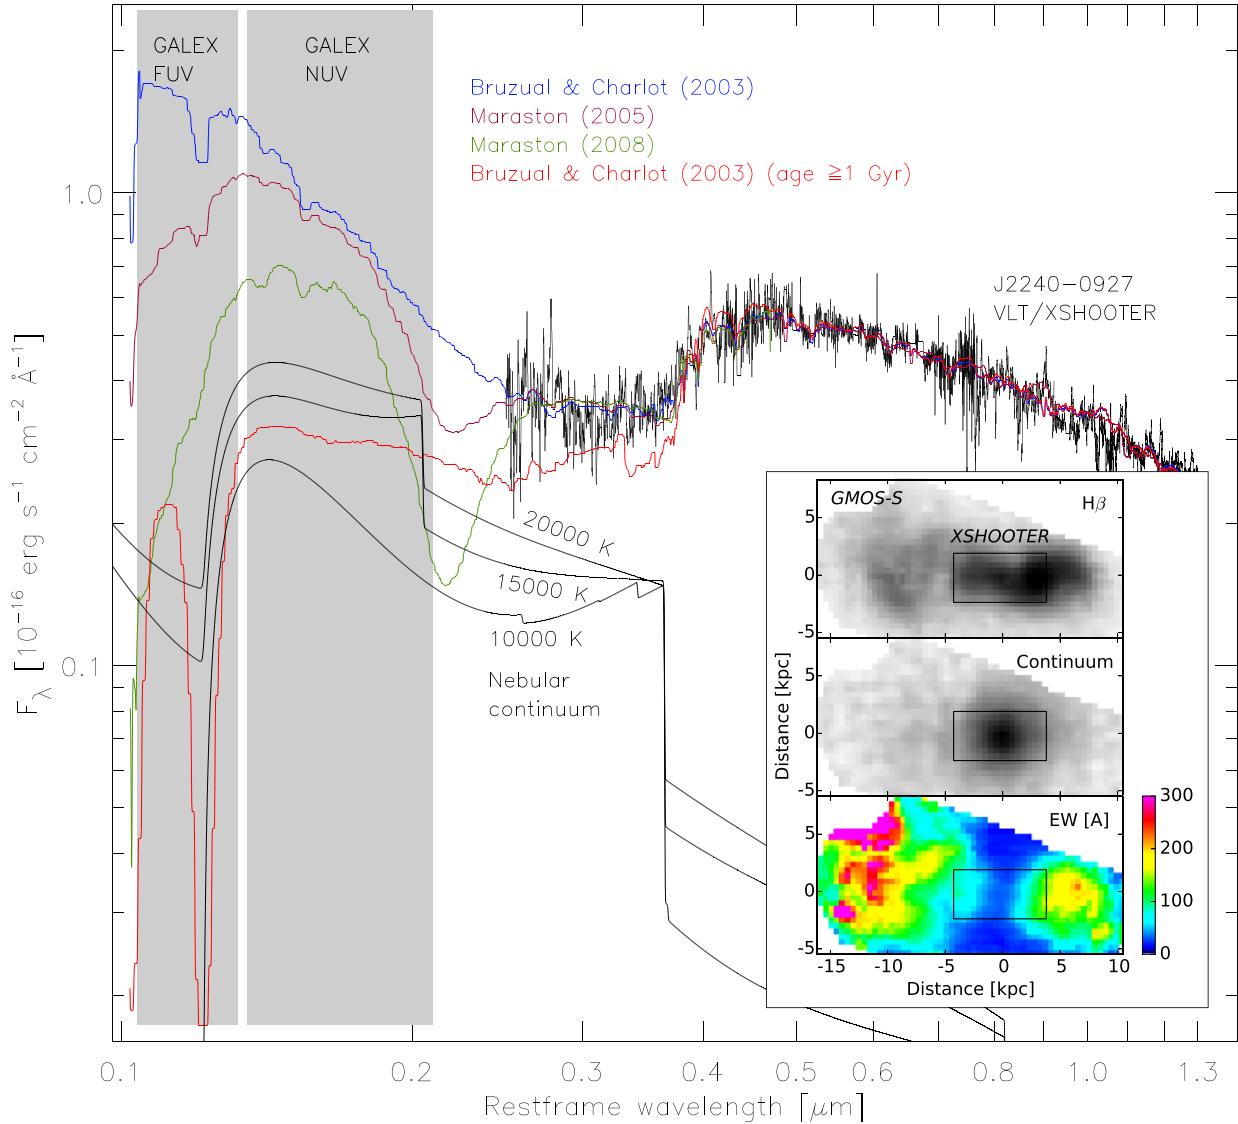 GALEX
FUV
GALEX
NUV
Bruzual & Charlot (2003)
Maraston (2005)
Maraston (2008)
Bruzual & Charlot (2003) (age ≧1 Gyr)
J2240−0927
VLT/XSHOOTER
1.0
0.1
F_λ [10^−16 erg s^−1 cm^−2 Å^−1]
20000 K
15000 K
10000 K
Nebular
continuum
GMOS-S
Hβ
XSHOOTER
5
0
-5
Continuum
5
0
-5
Distance [kpc]
EW [A]
5
0
-5
-15 -10 -5 0 5 10
Distance [kpc]
300
200
100
0
0.1 0.2 0.3 0.4 0.5 0.6 0.8 1.0 1.3
Restframe wavelength [μm]